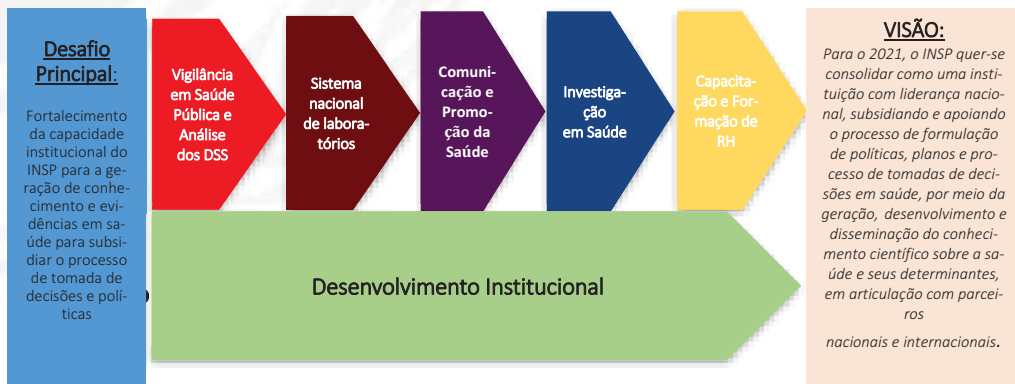 Desafio
Principal:
Fortalecimento
da capacidade
institucional do
INSP para a ge-
ração de conhe-
cimento e evi-
dências em sa-
úde para subsi-
diar o processo
de tomada de
decisões e polí-
ticas
Vigilância
em Saúde
Pública e
Análise
dos DSS
Sistema
nacional
de labora-
tórios
Comuni-
cação e
Promo-
ção da
Saúde
Investiga-
ção
em Saúde
Capacita-
ção e For-
mação de
RH
Desenvolvimento Institucional
VISÃO:
Para o 2021, o INSP quer-se
consolidar como uma insti-
tuição com liderança nacio-
nal, subsidiando e apoiando
o processo de formulação
de políticas, planos e pro-
cesso de tomadas de deci-
sões em saúde, por meio da
geração, desenvolvimento e
disseminação do conheci-
mento científico sobre a sa-
úde e seus determinantes,
em articulação com parcei-
ros
nacionais e internacionais.